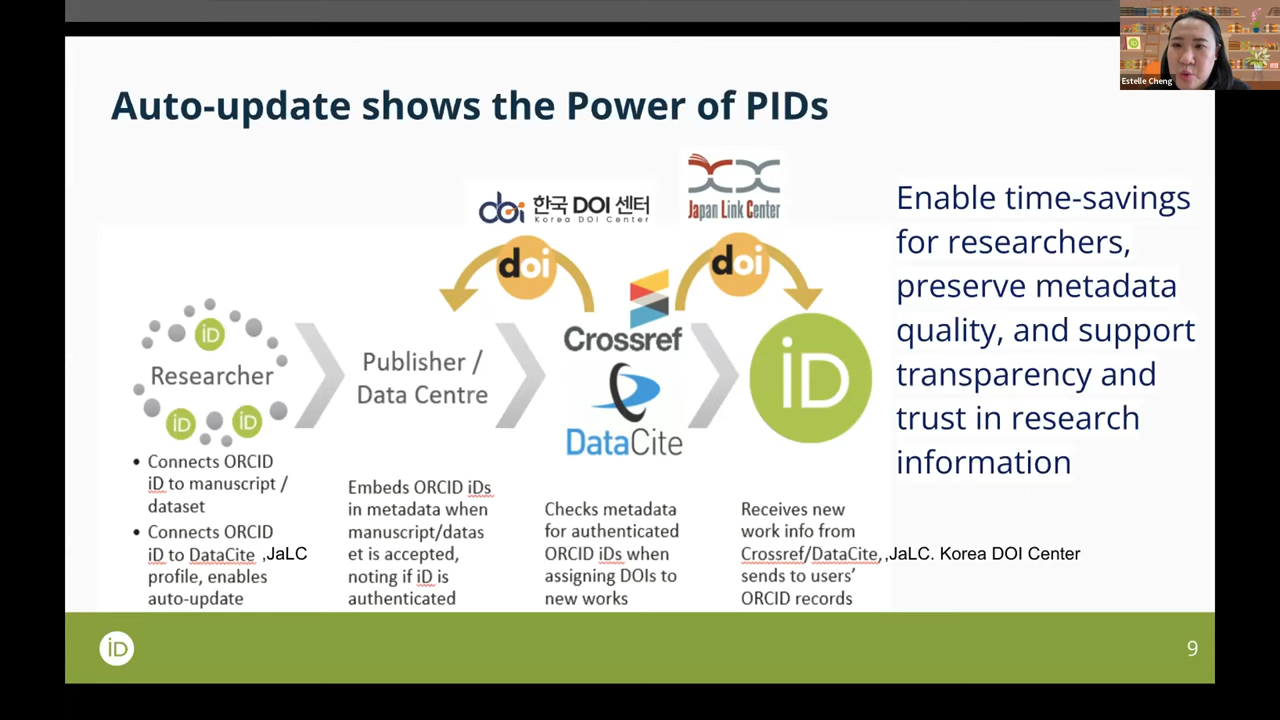 Estelle Cheng
Auto-update shows the Power of PIDs
한국 DOI 센터
Korea DOI Center
Japan Link Center
doi
doi
Enable time-savings
for researchers,
preserve metadata
quality, and support
transparency and
trust in research
information
iD
Researcher
iD
iD
Publisher /
Data Centre
Crossref
DataCite
iD
• Connects ORCID
iD to manuscript /
dataset
• Connects ORCID
iD to DataCite ,JaLC
profile, enables
auto-update
Embeds ORCID iDs
in metadata when
manuscript/datas
et is accepted,
noting if iD is
authenticated
Checks metadata
for authenticated
ORCID iDs when
assigning DOIs to
new works
Receives new
work info from
Crossref/DataCite, ,JaLC. Korea DOI Center
sends to users’
ORCID records
iD
9